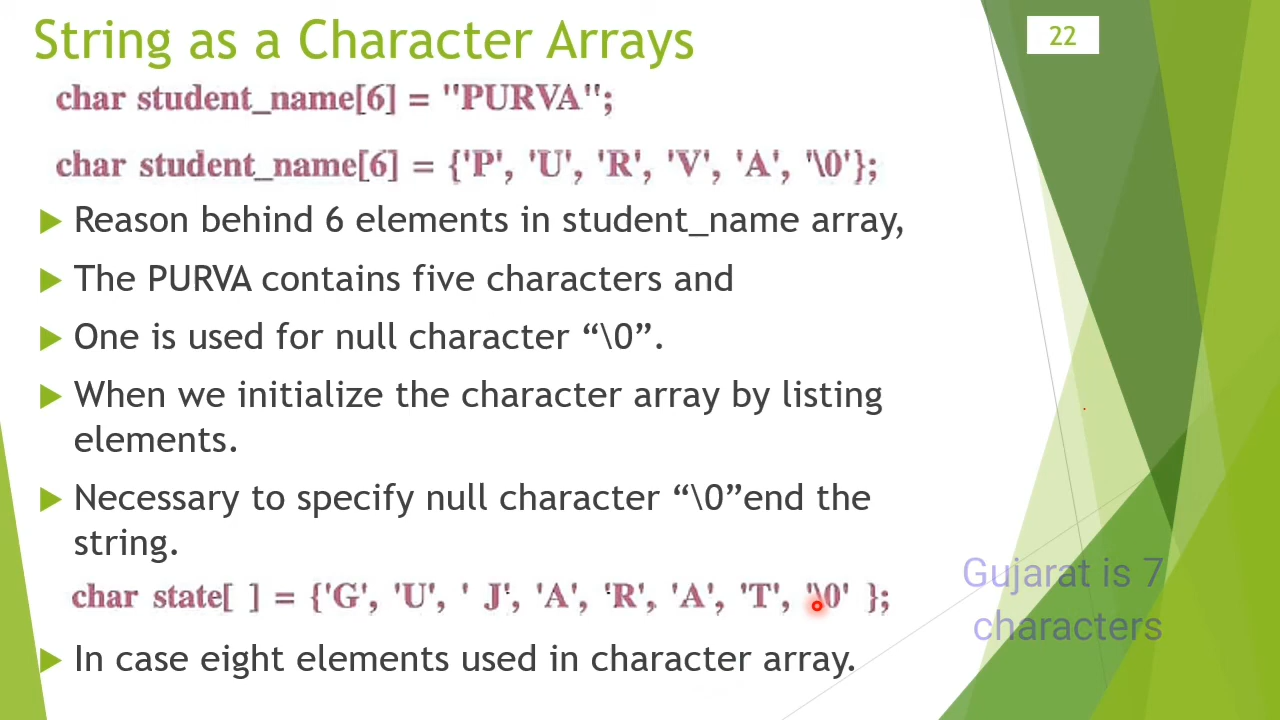 String as a Character Arrays
22
char student_name[6] = "PURVA";
char student_name[6] = {'P', 'U', 'R', 'V', 'A', '\0'};
Reason behind 6 elements in student_name array,
The PURVA contains five characters and
One is used for null character “\0”.
When we initialize the character array by listing
elements.
Necessary to specify null character “\0”end the
string.
char state[ ] = {'G', 'U', ' J', 'A', 'R', 'A', 'T', '\0' };
Gujarat is 7
characters
In case eight elements used in character array.